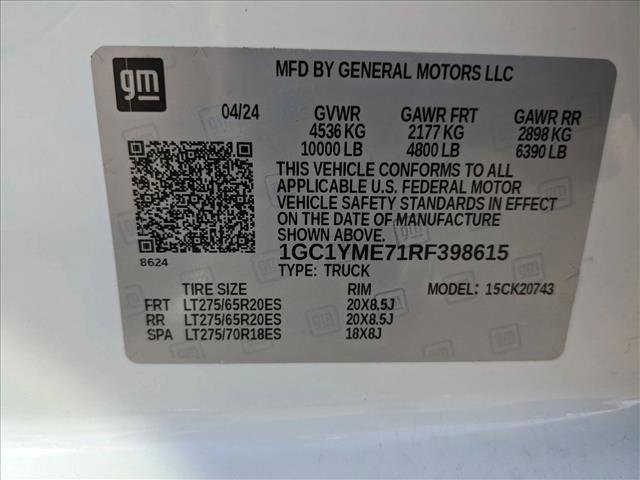 gm
MFD BY GENERAL MOTORS LLC
04/24 GVWR GAWR FRT GAWR RR
4536 KG 2177 KG 2898 KG
10000 LB 4800 LB 6390 LB
THIS VEHICLE CONFORMS TO ALL
APPLICABLE U.S. FEDERAL MOTOR
VEHICLE SAFETY STANDARDS IN EFFECT
ON THE DATE OF MANUFACTURE
SHOWN ABOVE. 1GC1YME71RF398615
8624 TYPE: TRUCK
TIRE SIZE RIM MODEL: 15CK20743
FRT LT275/65R20ES 20X8.5J
RR LT275/65R20ES 20X8.5J
SPA LT275/70R18ES 18X8J